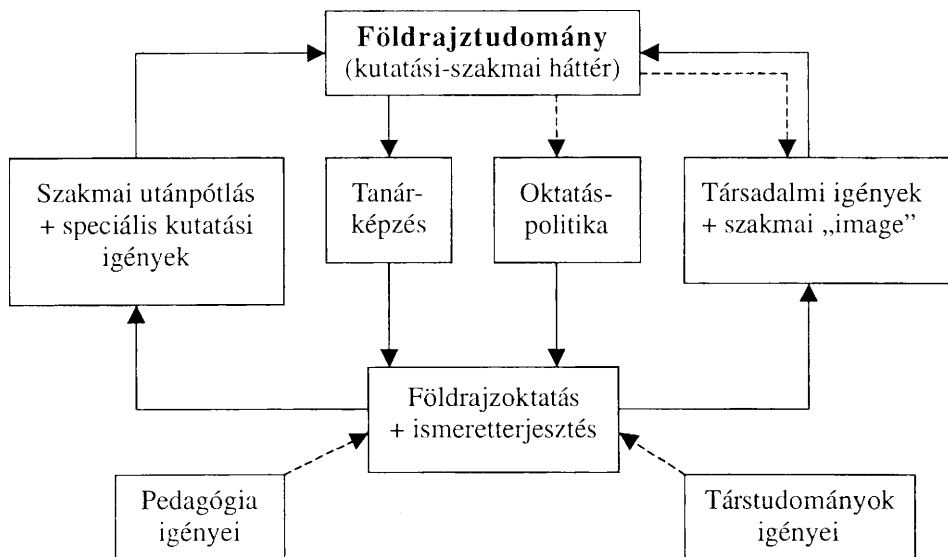 Földrajztudomány
(kutatási-szakmai háttér)
Szakmai utánpótlás
+ speciális kutatási
igények
Tanár-
képzés
Oktatás-
politika
Társadalmi igények
+ szakmai „image”
Földrajzoktatás
+ ismeretterjesztés
Pedagógia
igényei
Társtudományok
igényei